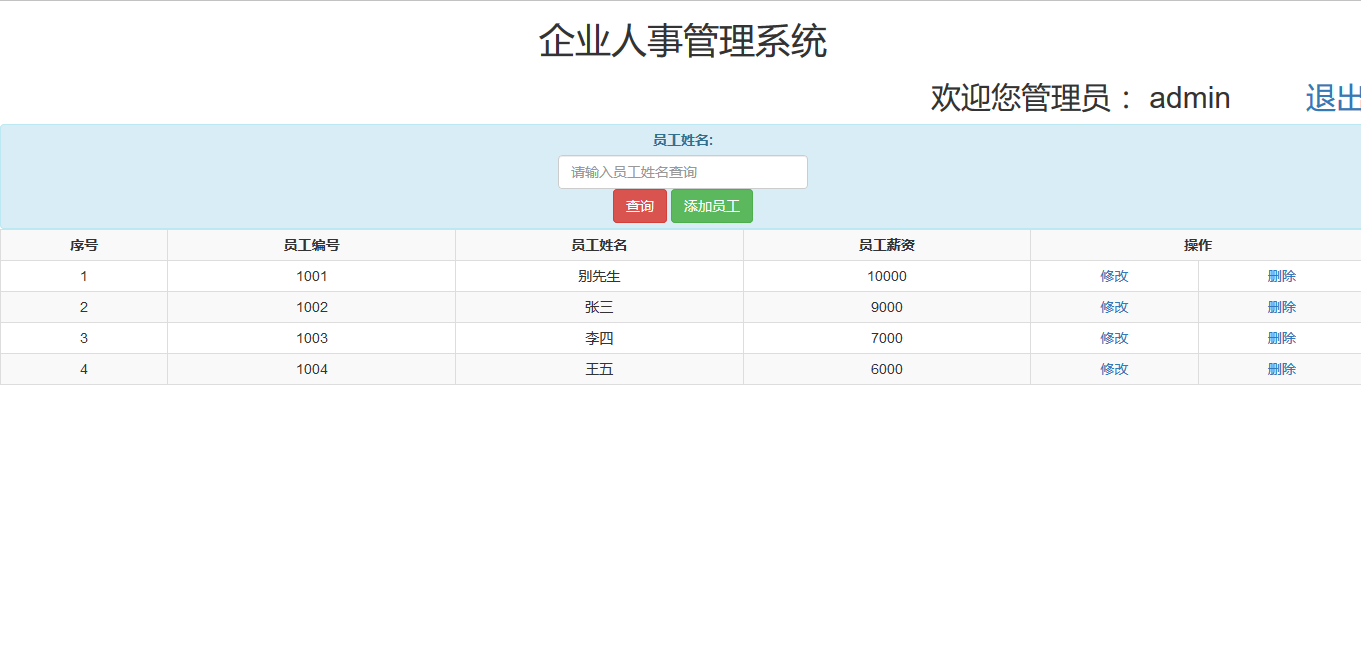 企业人事管理系统
欢迎您管理员 ： admin 退出
员工姓名:
请输入员工姓名查询
查询 添加员工
序号 员工编号 员工姓名 员工薪资 操作
1 1001 别先生 10000 修改 删除
2 1002 张三 9000 修改 删除
3 1003 李四 7000 修改 删除
4 1004 王五 6000 修改 删除